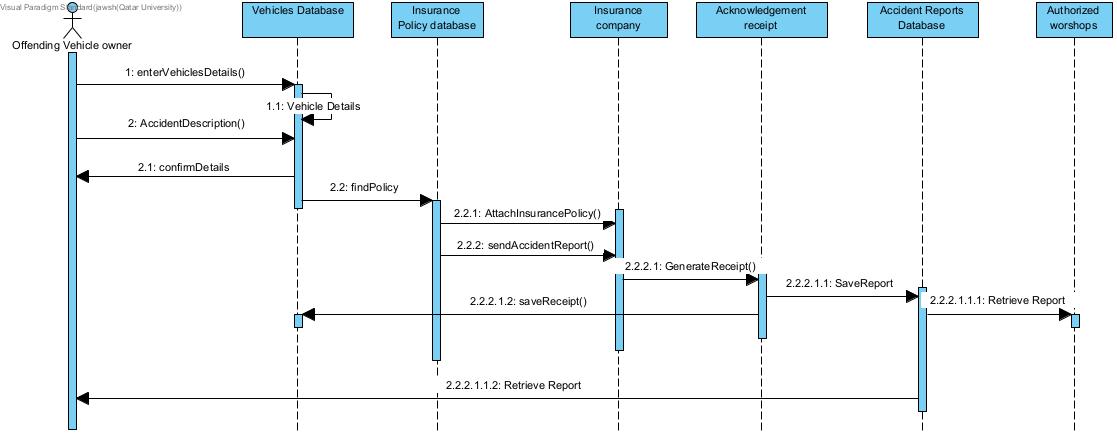 Visual Paradigm Standard(jawsh(Qatar University))
Vehicles Database
Insurance
Policy database
Insurance
company
Acknowledgement
receipt
Accident Reports
Database
Authorized
worshops
Offending Vehicle owner
1: enterVehiclesDetails()
1.1: Vehicle Details
2: AccidentDescription()
2.1: confirmDetails
2.2: findPolicy
2.2.1: AttachInsurancePolicy()
2.2.2: sendAccidentReport()
2.2.2.1: GenerateReceipt()
2.2.2.1.1: SaveReport
2.2.2.1.2: saveReceipt()
2.2.2.1.1.1: Retrieve Report
2.2.2.1.1.2: Retrieve Report